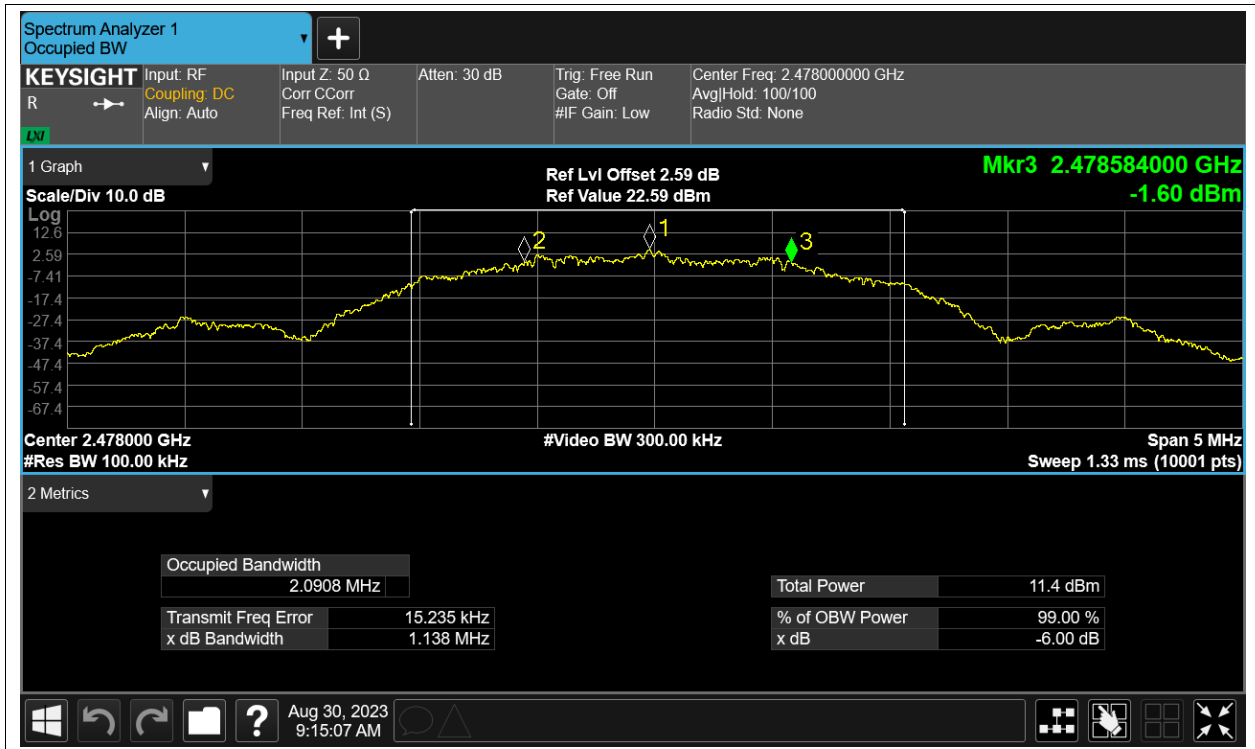 Spectrum Analyzer 1
Occupied BW
+
KEYSIGHT
R
LXI
Input: RF
Coupling: DC
Align: Auto
Input Z: 50 Ω
Corr CCorr
Freq Ref: Int (S)
Atten: 30 dB
Trig: Free Run
Gate: Off
#IF Gain: Low
Center Freq: 2.478000000 GHz
Avg|Hold: 100/100
Radio Std: None
1 Graph
Scale/Div 10.0 dB
Ref Lvl Offset 2.59 dB
Ref Value 22.59 dBm
Mkr3 2.478584000 GHz
-1.60 dBm
Log
12.6
2.59
-7.41
-17.4
-27.4
-37.4
-47.4
-57.4
-67.4
2
1
3
Center 2.478000 GHz
#Video BW 300.00 kHz
Span 5 MHz
#Res BW 100.00 kHz
Sweep 1.33 ms (10001 pts)
2 Metrics
Occupied Bandwidth
2.0908 MHz
Total Power 11.4 dBm
Transmit Freq Error 15.235 kHz
% of OBW Power 99.00 %
x dB Bandwidth 1.138 MHz
x dB -6.00 dB
?
Aug 30, 2023
9:15:07 AM